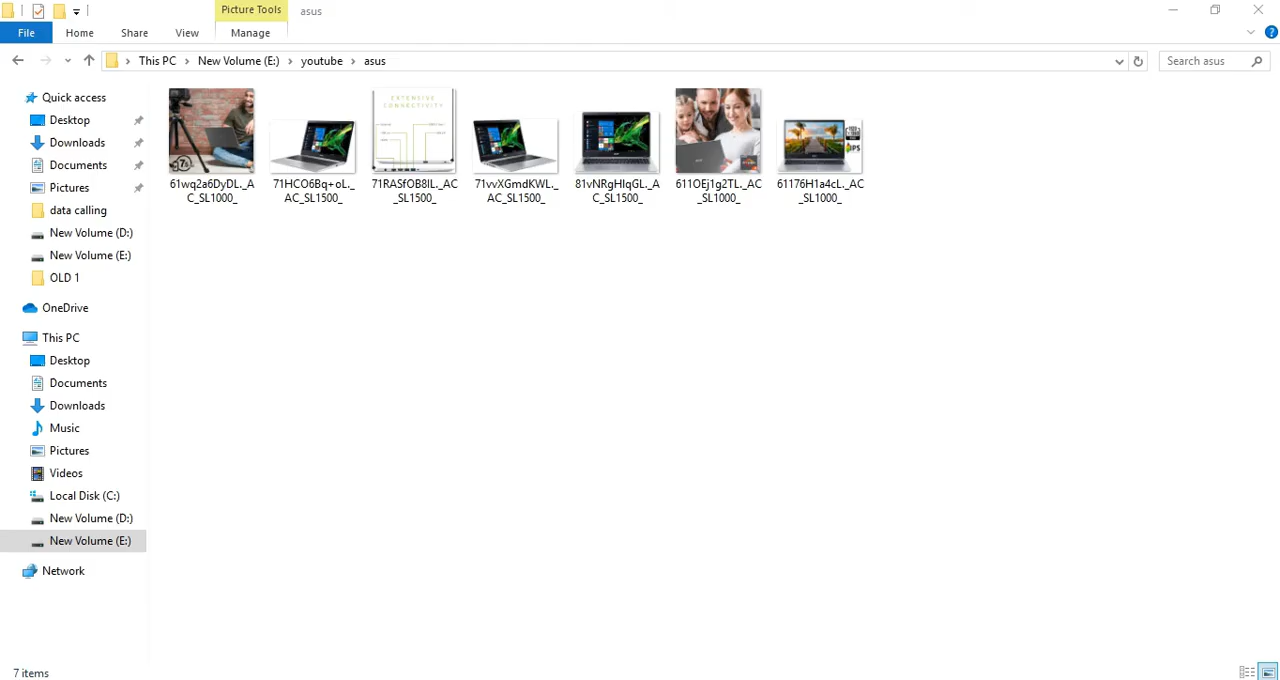 Picture Tools
asus
File
Home
Share
View
Manage
This PC
New Volume (E:)
youtube
asus
Search asus
Quick access
Desktop
Downloads
Documents
Pictures
data calling
New Volume (D:)
New Volume (E:)
OLD 1
OneDrive
This PC
Desktop
Documents
Downloads
Music
Pictures
Videos
Local Disk (C:)
New Volume (D:)
New Volume (E:)
Network
EXTENSIVE
CONNECTIVITY
61wq2a6DyDL._A
C_SL1000_
71HCO6Bq+oL._
AC_SL1500_
71RASfOB8lL._AC
_SL1500_
71vvXGmdKWL._
AC_SL1500_
81vNRgHIqGL._A
C_SL1500_
611OEj1g2TL._AC
_SL1000_
61176H1a4cL._AC
_SL1000_
7 items